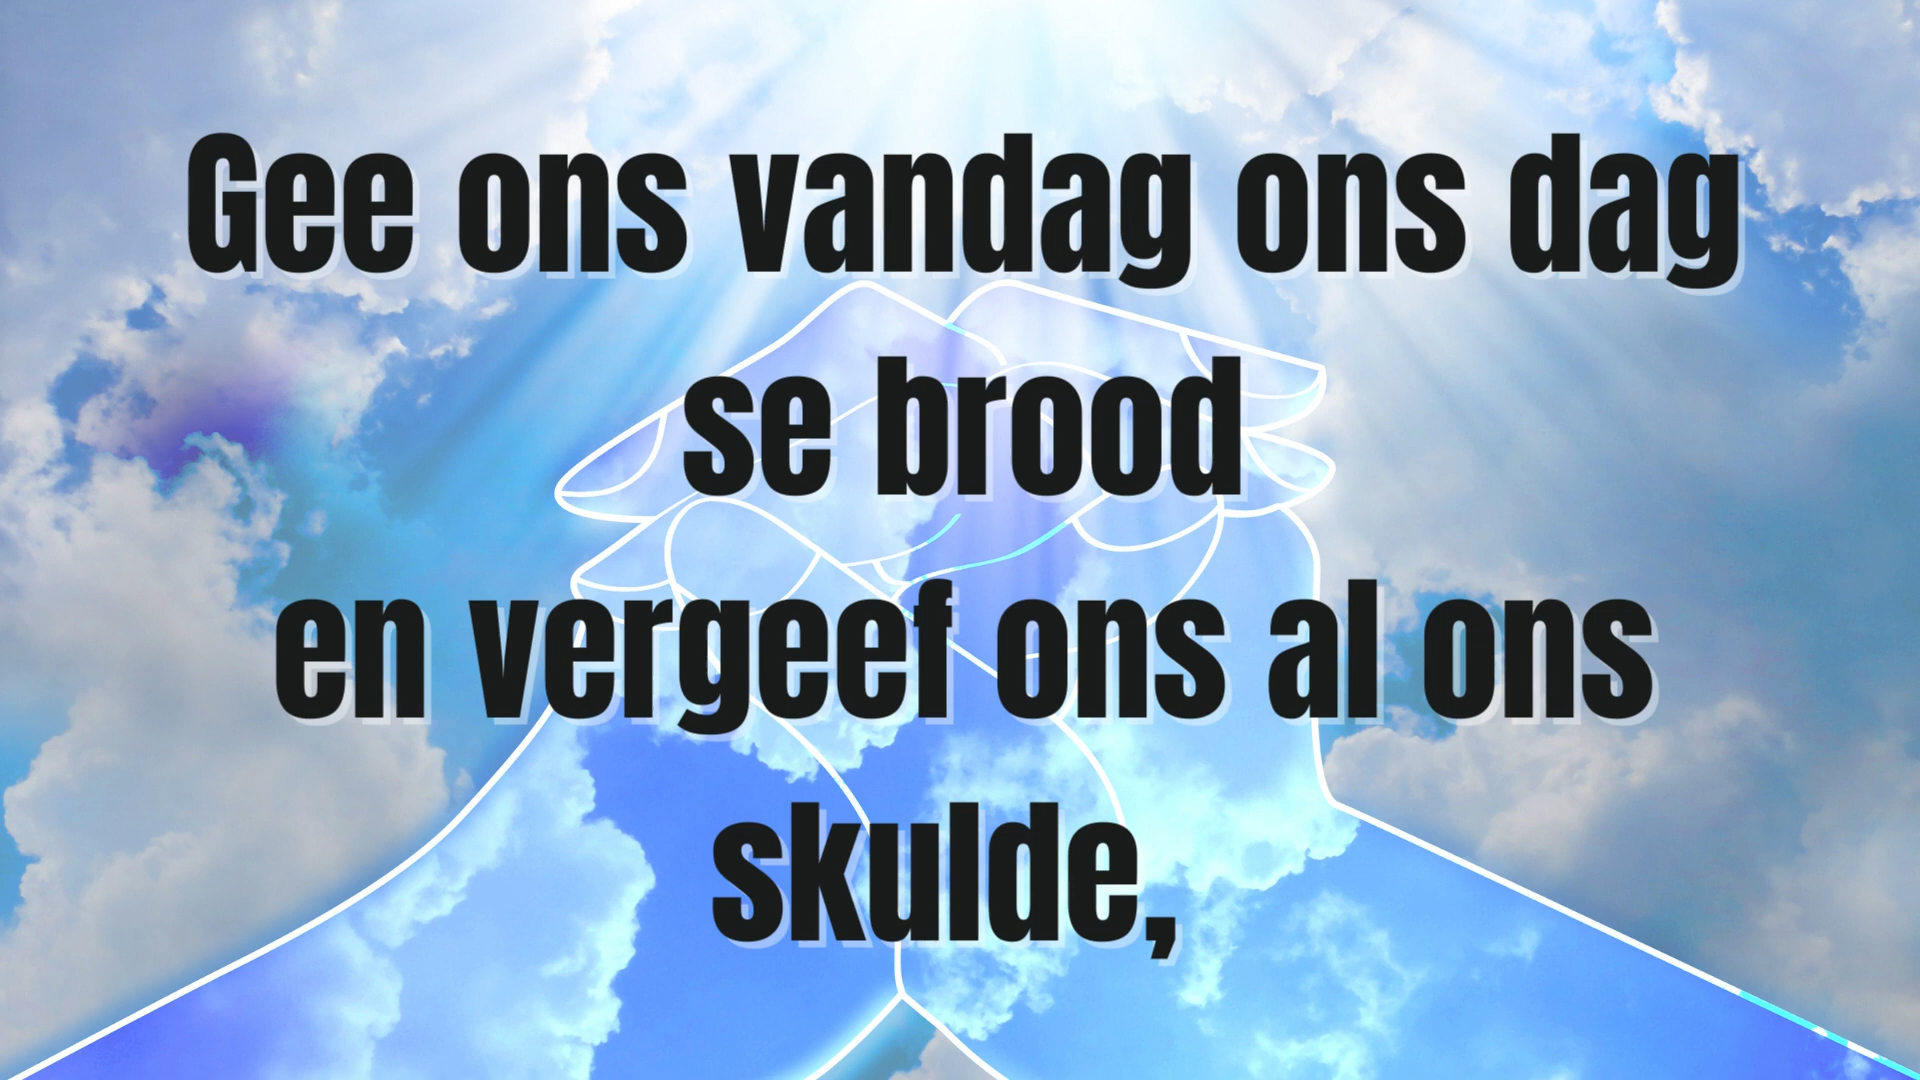 Gee ons vandag ons dag
se brood
en vergeef ons al ons
skulde,